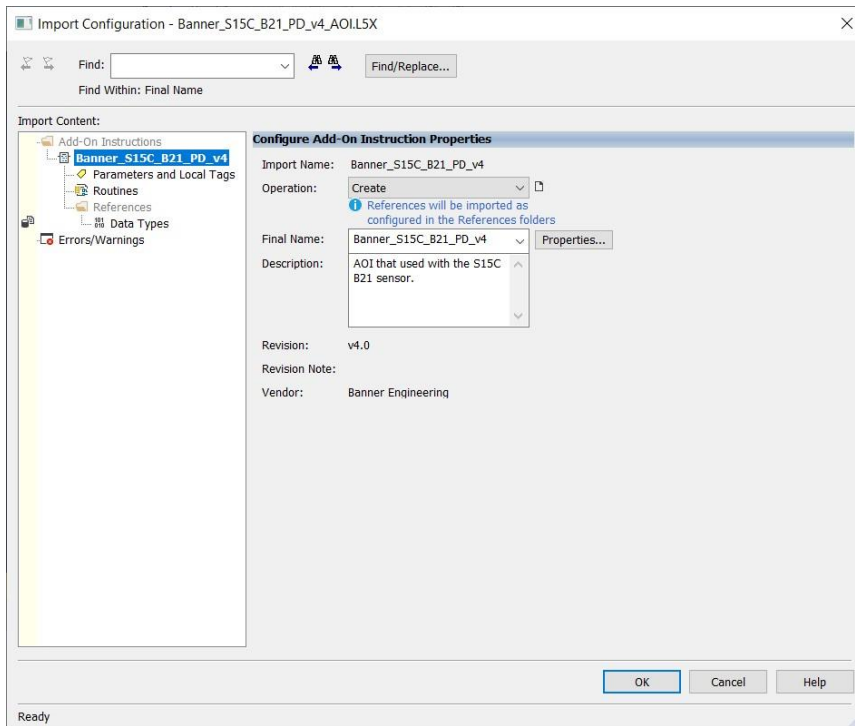 Import Configuration - Banner_S15C_B21_PD_v4_AOI.L5X
Find:
Find/Replace...
Find Within: Final Name
Import Content:
Add-On Instructions
Banner_S15C_B21_PD_v4
Parameters and Local Tags
Routines
References
Data Types
Errors/Warnings
Configure Add-On Instruction Properties
Import Name: Banner_S15C_B21_PD_v4
Operation: Create
References will be imported as
configured in the References folders
Final Name: Banner_S15C_B21_PD_v4 Properties...
Description: AOI that used with the S15C
B21 sensor.
Revision: v4.0
Revision Note:
Vendor: Banner Engineering
OK Cancel Help
Ready